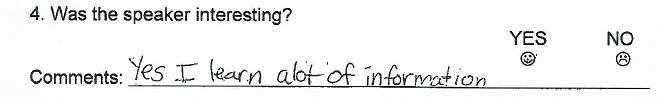 4. Was the speaker interesting?
YES NO
Comments: Yes I learn alot of information